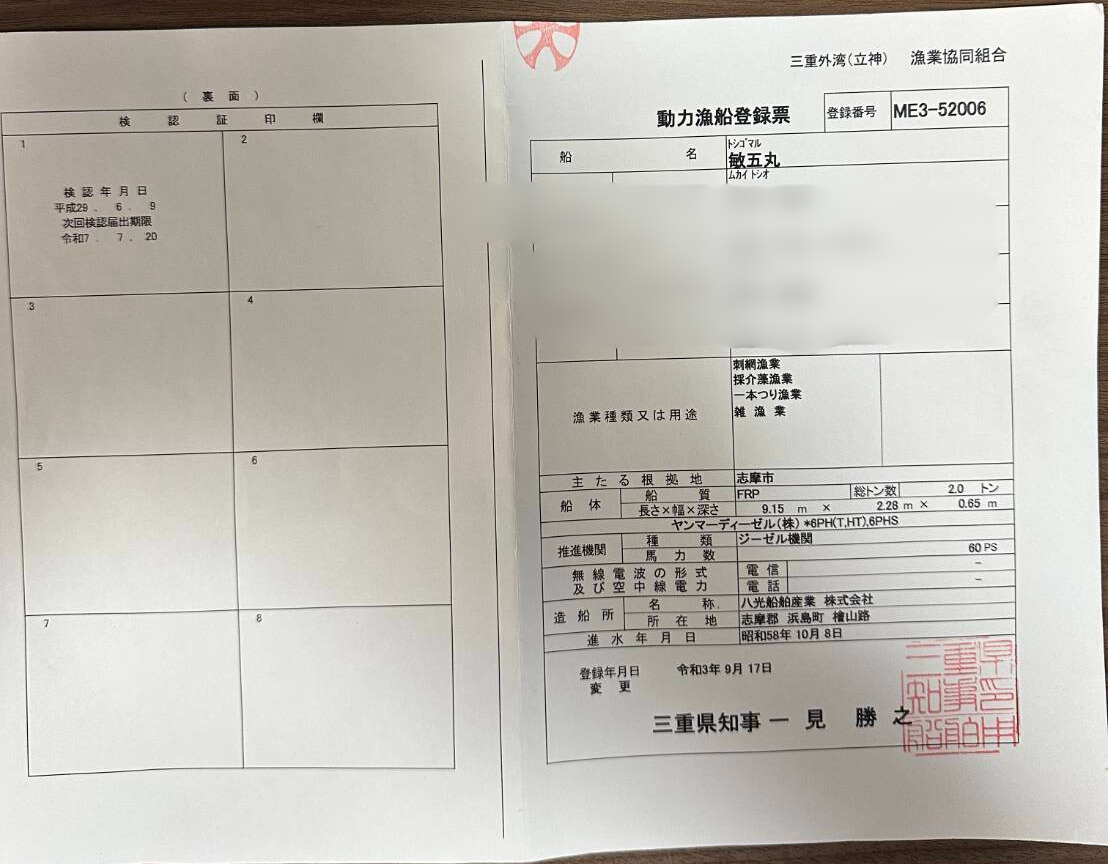 (裏面)
検認証印欄
1
2
検認年月日
平成29. 6. 9
次回検認届出期限
令和7. 7. 20
3
4
5
6
7
8
三重外湾(立神) 漁業協同組合
動力漁船登録票 登録番号 ME3-52006
トシゴマル
船名 敏五丸
ムカイ トシオ
漁業種類又は用途
刺網漁業
採介藻漁業
一本つり漁業
雑漁業
主たる根拠地 志摩市
船体 船質 FRP 総トン数 2.0 トン
長さ×幅×深さ 9.15 m × 2.28 m × 0.65 m
ヤンマーディーゼル(株) *6PH(T,HT),6PHS
推進機関 種類 ジーゼル機関
馬力数 60 PS
無線電波の形式及び空中線電力 電信 -
電話 -
造船所 名称 八光船舶産業 株式会社
所在地 志摩郡 浜島町 檜山路
進水年月日 昭和58年 10月 8日
登録年月日 令和3年 9月 17日
変更
三重県知事 一見 勝之
三重県知事印船舶用